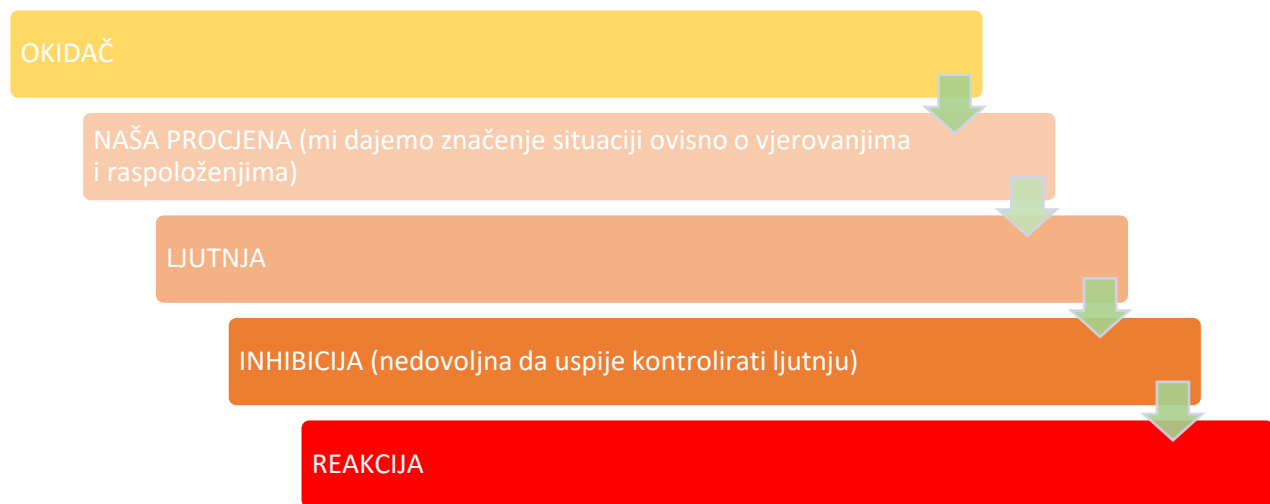 OKIDAČ
NAŠA PROCJENA (mi dajemo značenje situaciji ovisno o vjerovanjima
i raspoloženjima)
LJUTNJA
INHIBICIJA (nedovoljna da uspije kontrolirati ljutnju)
REAKCIJA